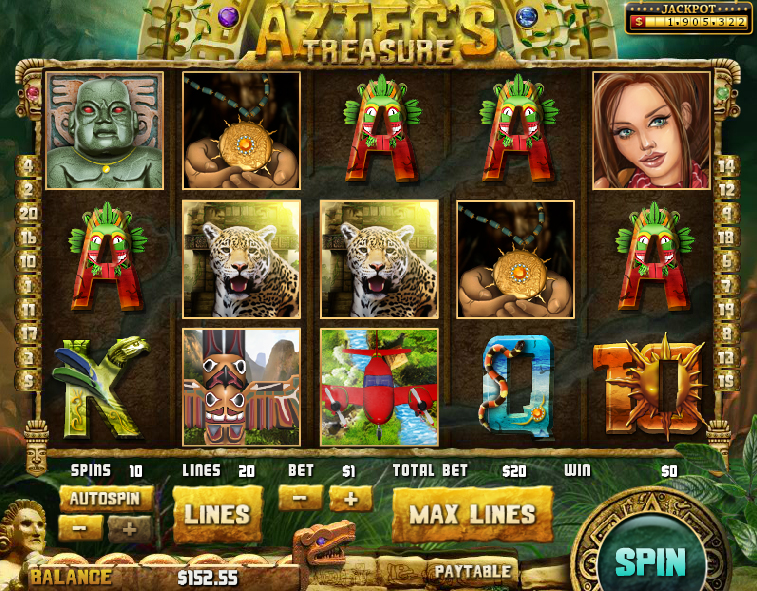 AZTEC'S
TREASURE
JACKPOT
$ 1.905.322
A A
4 14
2 12
20 9
16 18
10 6
1 7
11 19
17 8
3 13
5 15
A A
K Q 10
SPINS 10 LINES 20 BET $1 TOTAL BET $20 WIN $0
AUTOSPIN
- +
LINES
- +
MAX LINES
SPIN
BALANCE $152.55
PAYTABLE